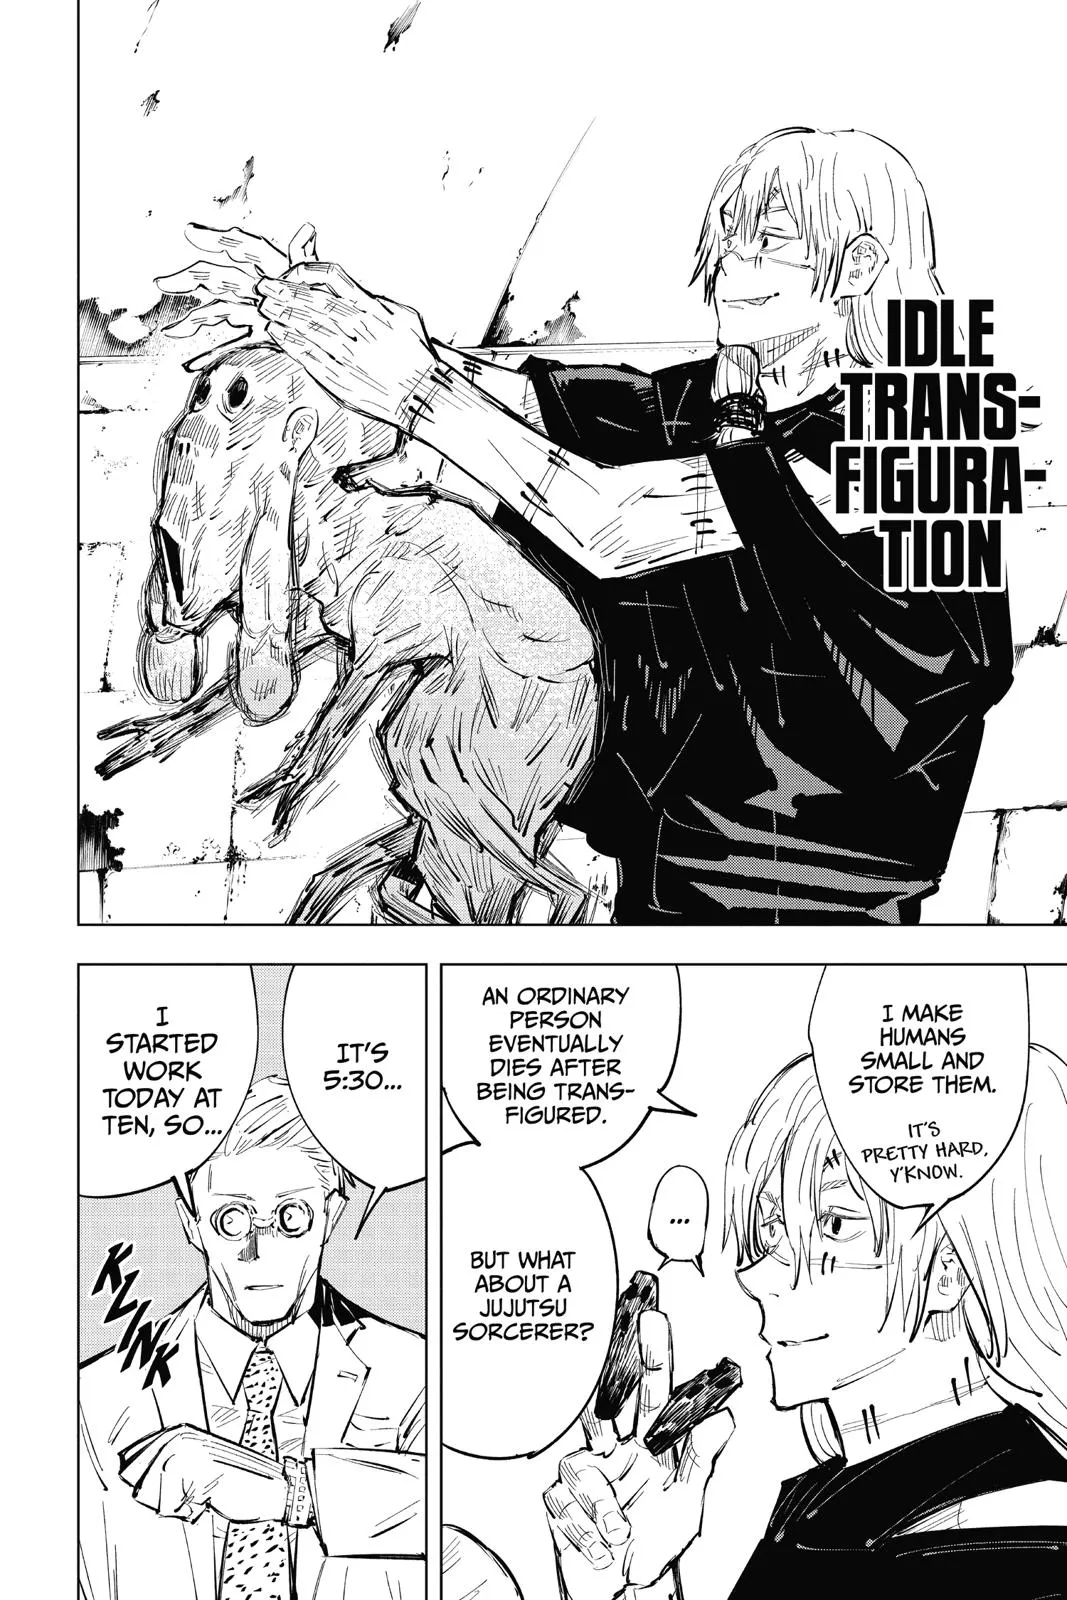 IDLE
TRANS-
FIGURA-
TION
I MAKE
HUMANS
SMALL AND
STORE THEM.
IT'S
PRETTY HARD,
Y'KNOW.
...
AN ORDINARY
PERSON
EVENTUALLY
DIES AFTER
BEING TRANS-
FIGURED.
BUT WHAT
ABOUT A
JUJUTSU
SORCERER?
IT'S
5:30...
I
STARTED
WORK
TODAY AT
TEN, SO...
KLINK